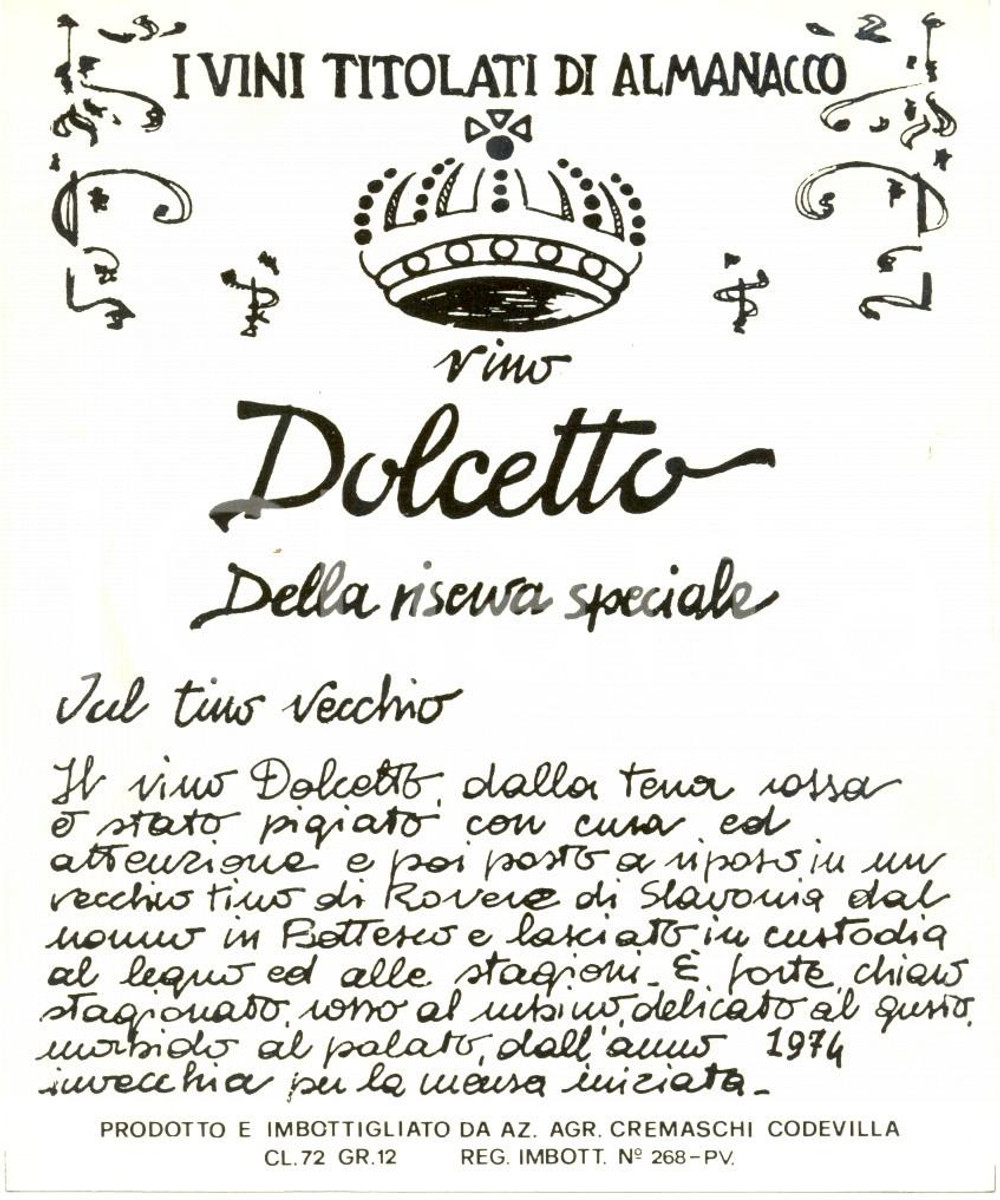 I VINI TITOLATI DI ALMANACCO
vino
Dolcetto
Della riserva speciale
Sul tino vecchio
Il vino Dolcetto, dalla terra rossa
è stato pigiato con cura ed
attenzione e poi posto a riposo in un
vecchio tino di Rovere di Slavonia dal
nonno in Botteseo e lasciato in custodia
al legno ed alle stagioni. È forte, chiaro
stagionato, rosso al rubino, delicato al gusto,
morbido al palato, dall'anno 1974
invecchia per la mensa iniziata.
PRODOTTO E IMBOTTIGLIATO DA AZ. AGR. CREMASCHI CODEVILLA
CL.72 GR.12 REG. IMBOTT. Nº 268-PV.